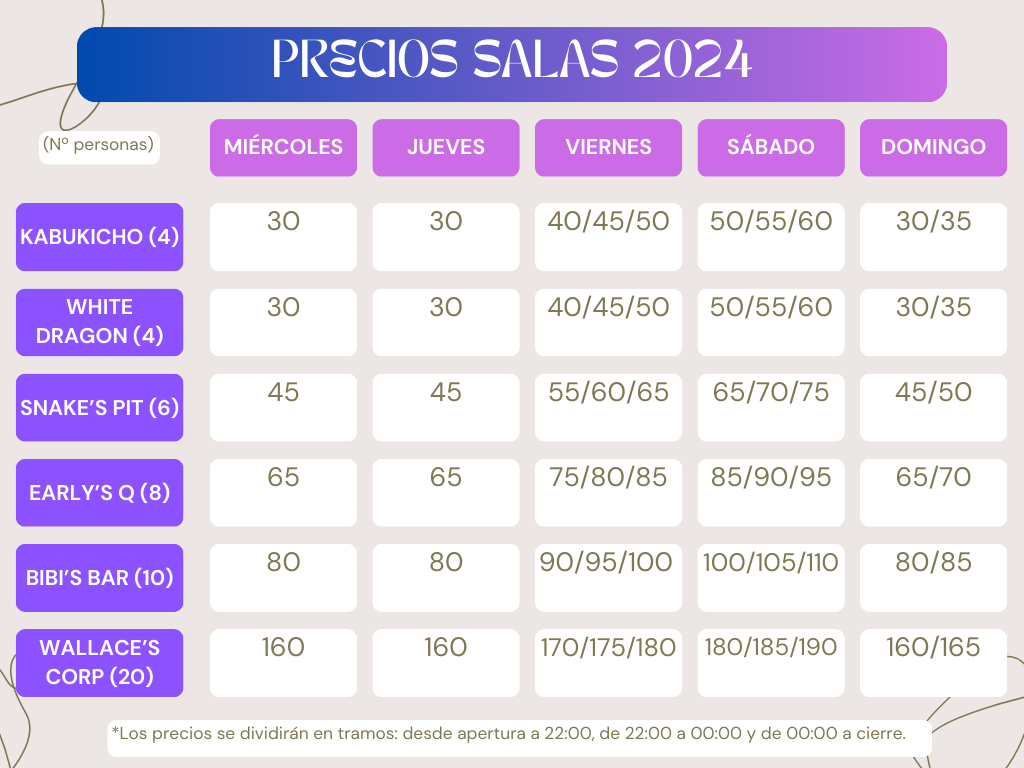 PRECIOS SALAS 2024
(Nº personas) MIÉRCOLES JUEVES VIERNES SÁBADO DOMINGO
KABUKICHO (4) 30 30 40/45/50 50/55/60 30/35
WHITE
DRAGON (4) 30 30 40/45/50 50/55/60 30/35
SNAKE’S PIT (6) 45 45 55/60/65 65/70/75 45/50
EARLY’S Q (8) 65 65 75/80/85 85/90/95 65/70
BIBI’S BAR (10) 80 80 90/95/100 100/105/110 80/85
WALLACE’S
CORP (20) 160 160 170/175/180 180/185/190 160/165
*Los precios se dividirán en tramos: desde apertura a 22:00, de 22:00 a 00:00 y de 00:00 a cierre.